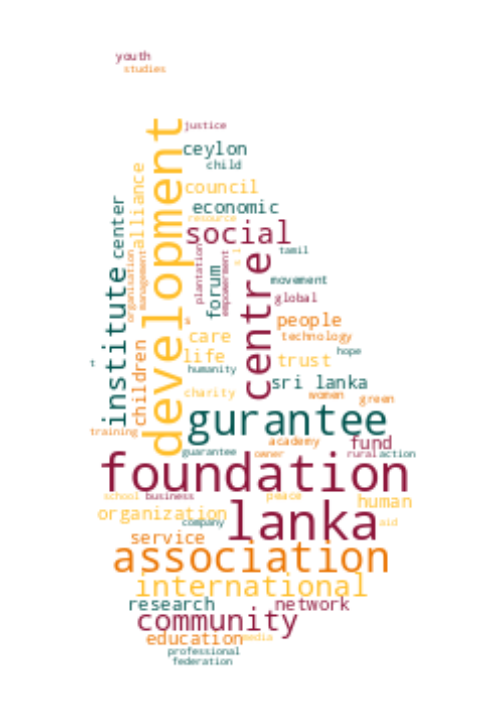 youth
studies
justice
development
ceylon
child
alliance
council
center
economic
resource
social
tamil
organisation
management
plantation
empowerment
forum
centre
movement
institute
global
s
people
care
technology
children
life
hope
trust
t
humanity
sri lanka
charity
women
green
gurantee
training
academy
fund
guarantee
owner
rural
action
foundation
school
business
peace
human
organization
lanka
company
aid
service
association
international
research
network
community
education
media
professional
federation